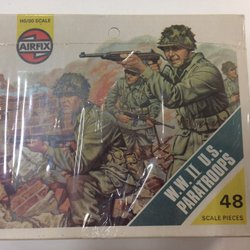 HO/OO SCALE
AIRFIX
W.W. II U.S.
PARATROOPS
48
SCALE PIECES